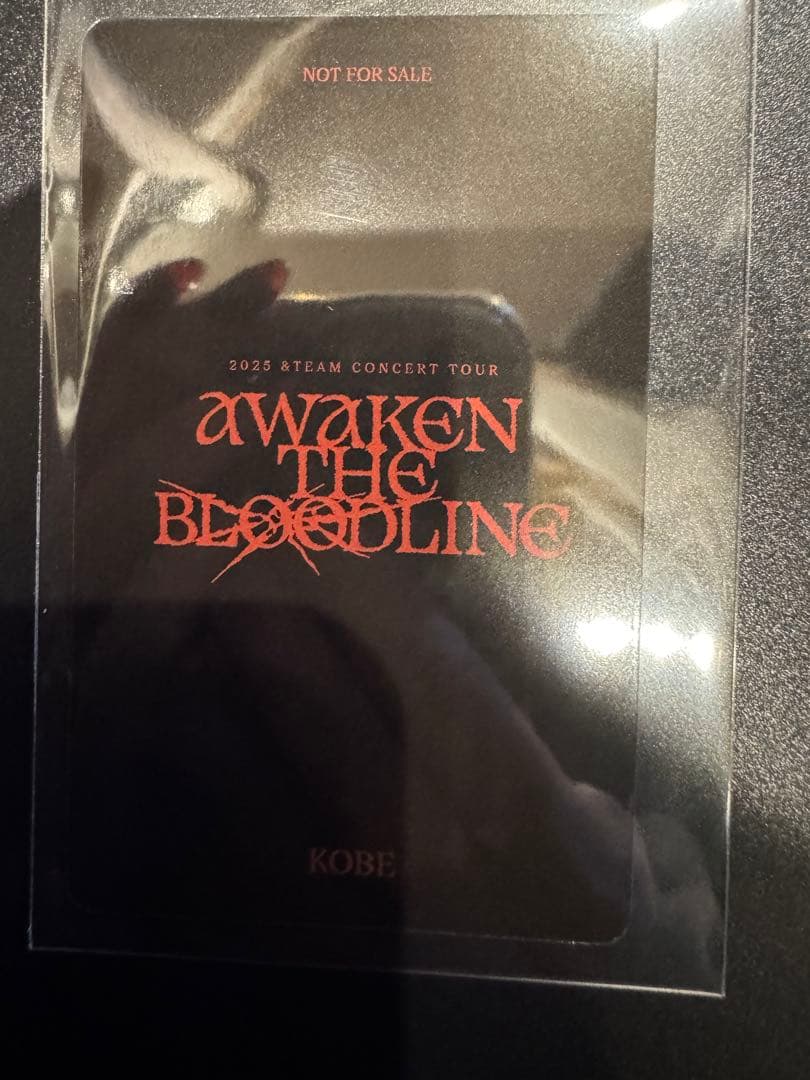 NOT FOR SALE
2025 &TEAM CONCERT TOUR
AWAKEN
THE
BLOODLINE
KOBE